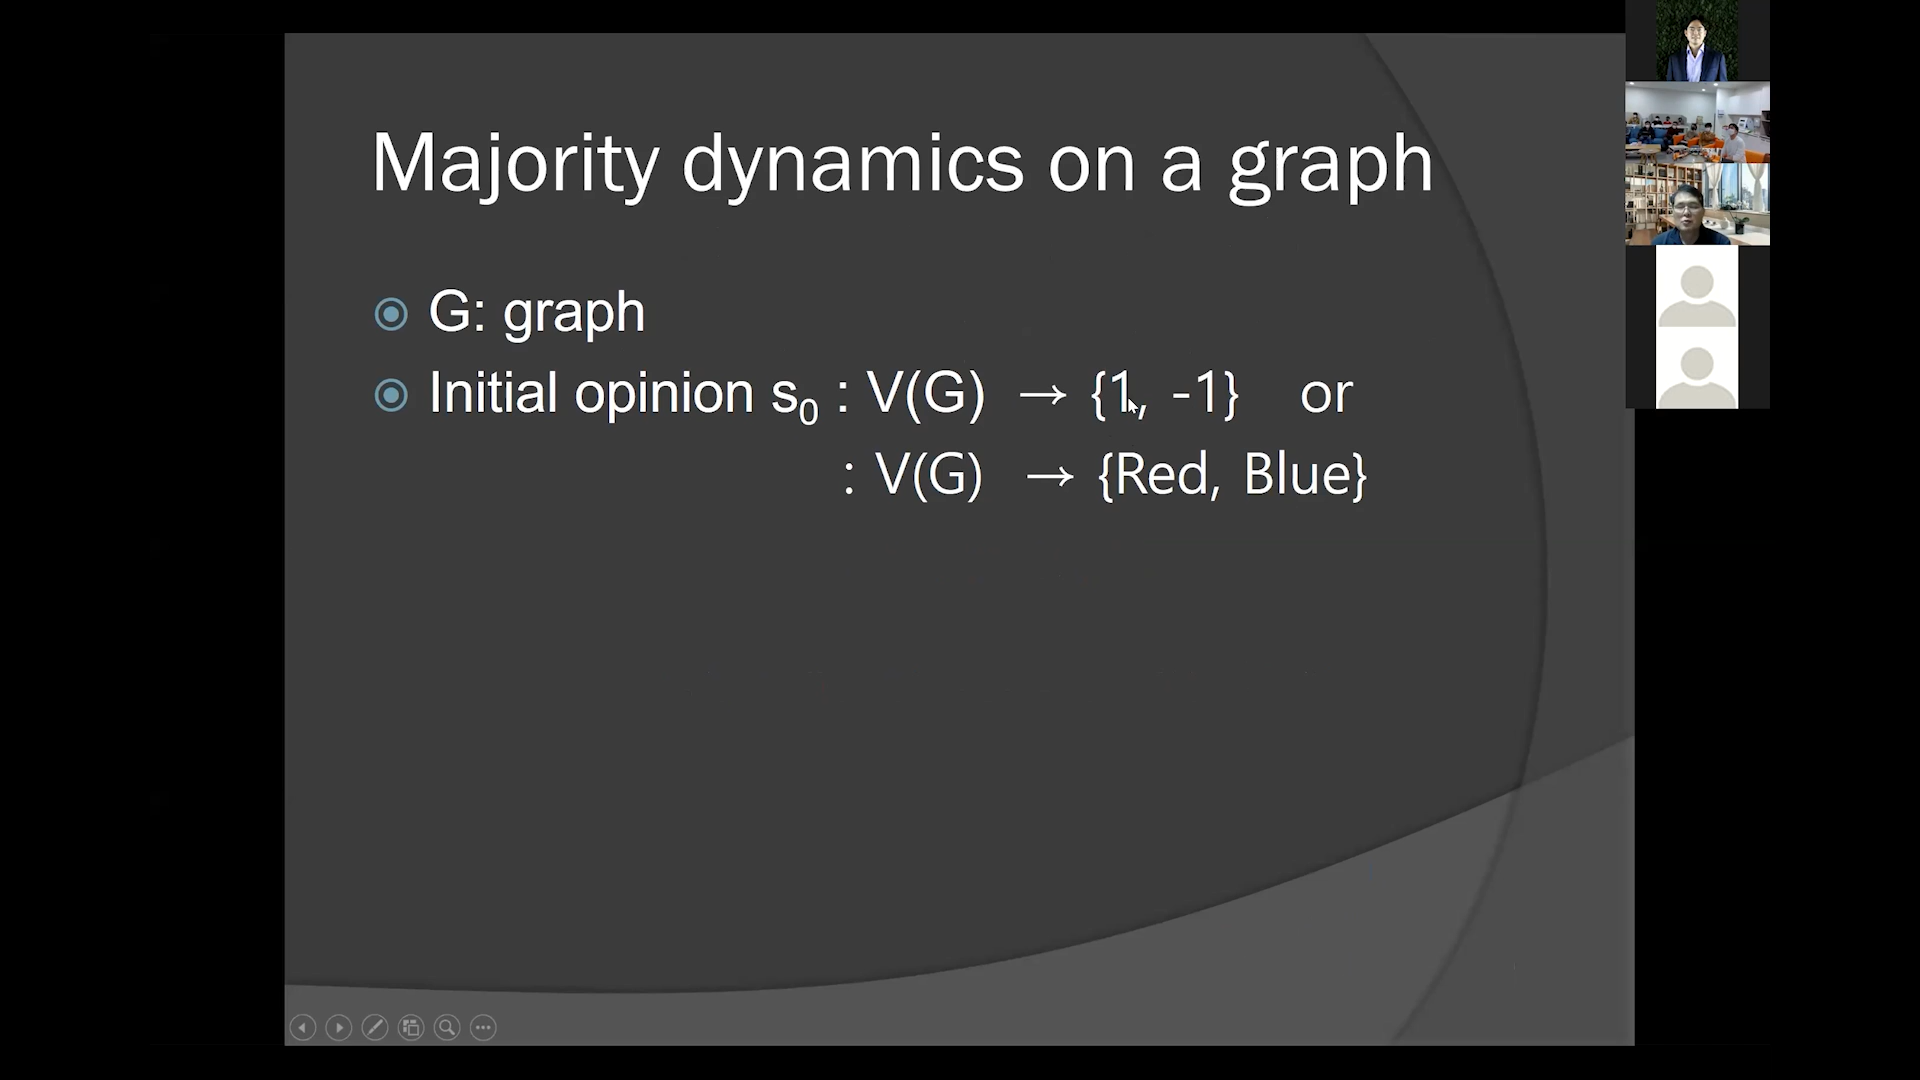 Majority dynamics on a graph
G: graph
Initial opinion s₀ : V(G) → {1, -1} or
: V(G) → {Red, Blue}